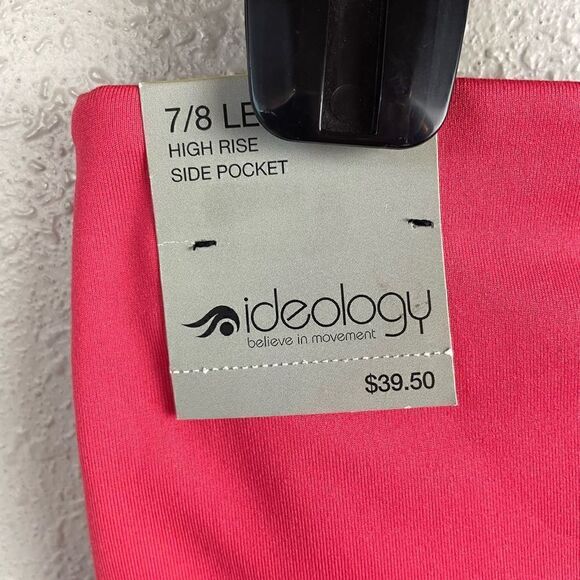 7/8 LE
HIGH RISE
SIDE POCKET
ideology
believe in movement
$39.50